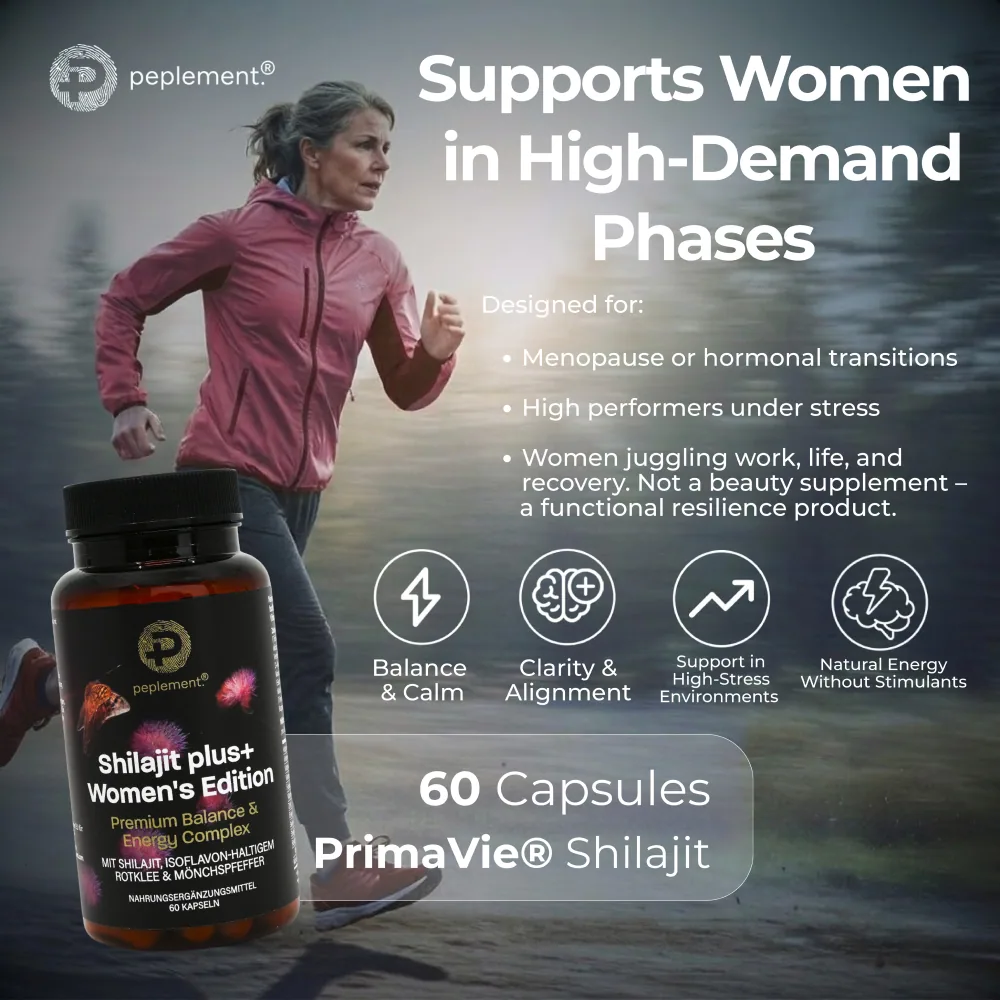 peplement.®
Supports Women
in High-Demand
Phases
Designed for:
• Menopause or hormonal transitions
• High performers under stress
• Women juggling work, life, and
recovery. Not a beauty supplement –
a functional resilience product.
Balance
& Calm
Clarity &
Alignment
Support in
High-Stress
Environments
Natural Energy
Without Stimulants
60 Capsules
PrimaVie® Shilajit
peplement.®
Shilajit plus+
Women's Edition
Premium Balance &
Energy Complex
MIT SHILAJIT, ISOFLAVON-HALTIGEM
ROTKLEE & MÖNCHSPFEFFER
NAHRUNGSERGÄNZUNGSMITTEL
60 KAPSELN